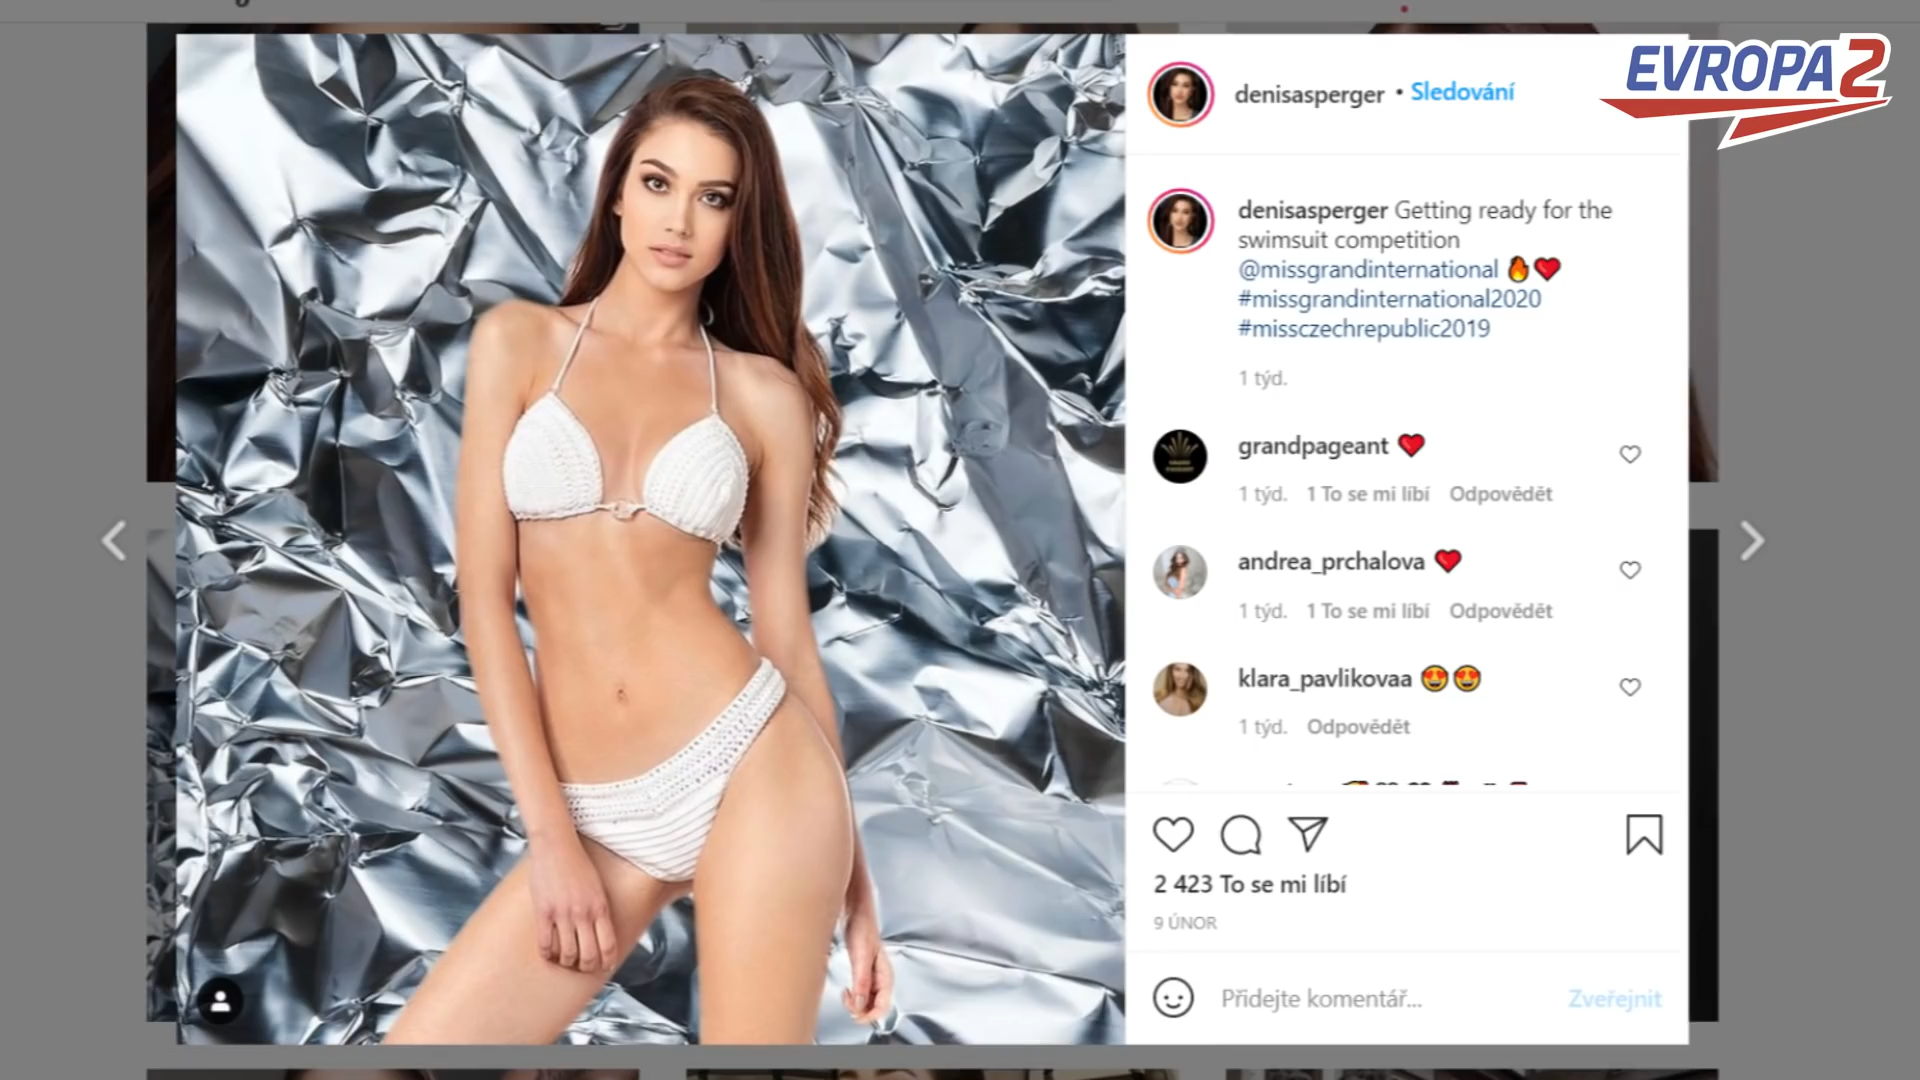 EVROPA 2
denisasperger • Sledování
denisasperger Getting ready for the
swimsuit competition
@missgrandinternational 🔥❤️
#missgrandinternational2020
#missczechrepublic2019
1 týd.
grandpageant ❤️
1 týd. 1 To se mi líbí Odpovědět
andrea_prchalova ❤️
1 týd. 1 To se mi líbí Odpovědět
klara_pavlikovaa 😍😍
1 týd. Odpovědět
2 423 To se mi líbí
9 ÚNOR
Přidejte komentář...
Zveřejnit